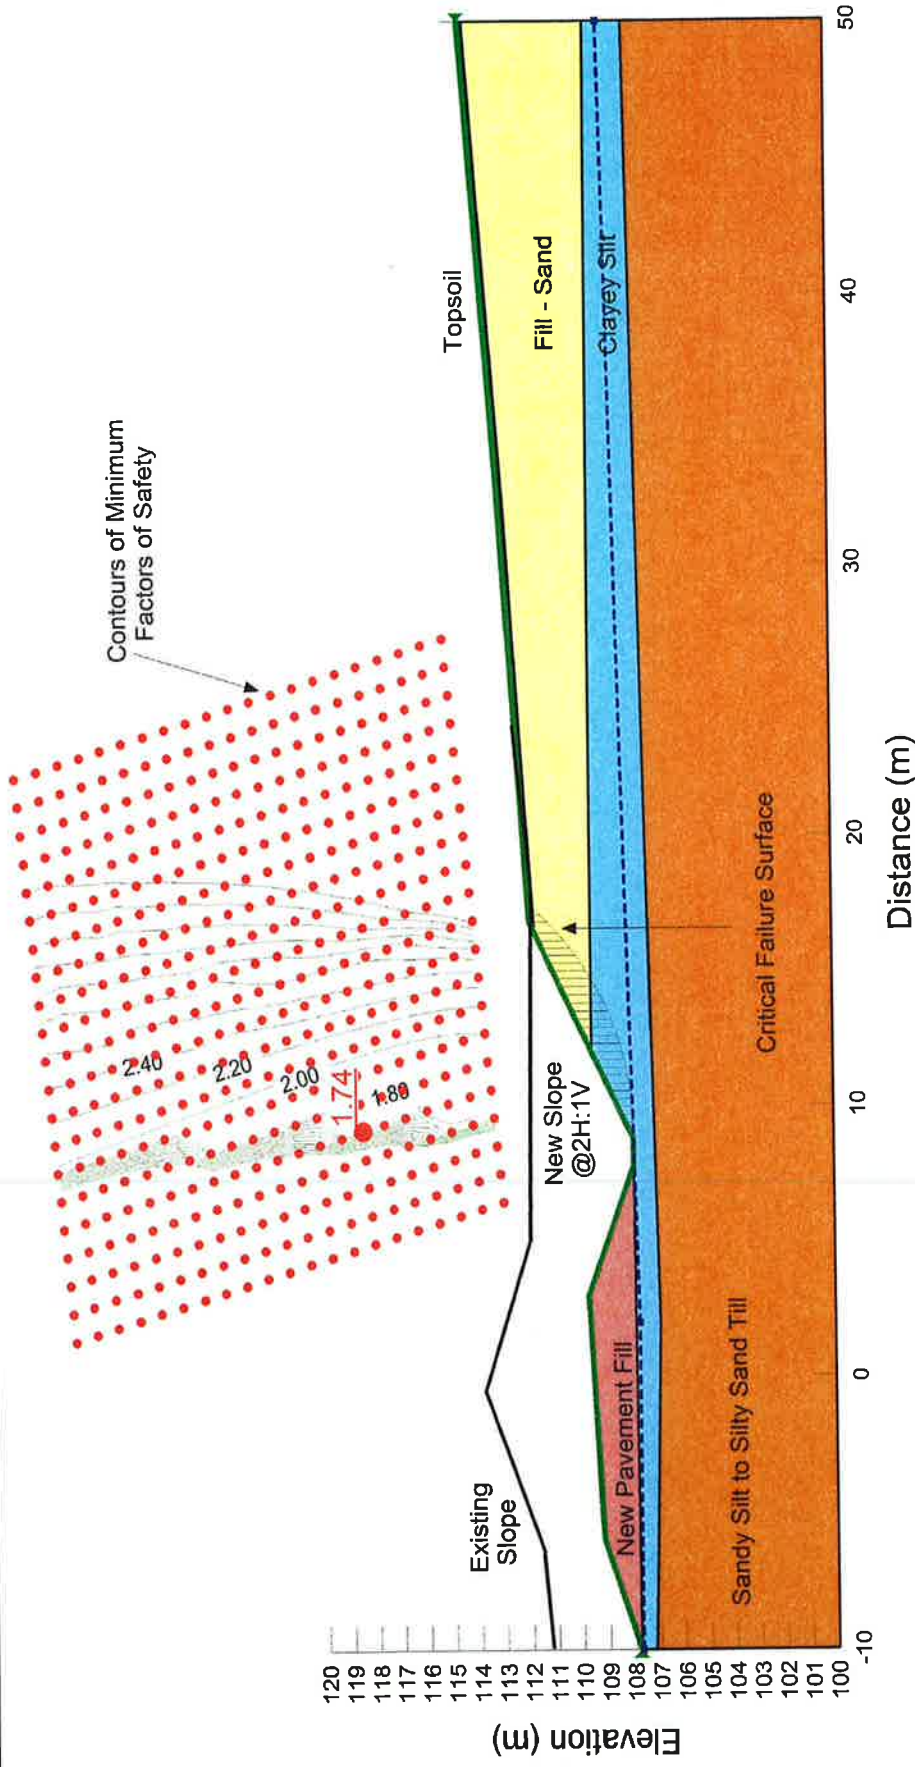 Contours of Minimum
Factors of Safety
2.40
2.20
2.00
1.80
1.74
Existing
Slope
New Slope
@2H:1V
Topsoil
Fill - Sand
Clayey Silt
New Pavement Fill
Sandy Silt to Silty Sand Till
Critical Failure Surface
Elevation (m)
120
119
118
117
116
115
114
113
112
111
110
109
108
107
106
105
104
103
102
101
100
-10
0
10
20
30
40
50
Distance (m)